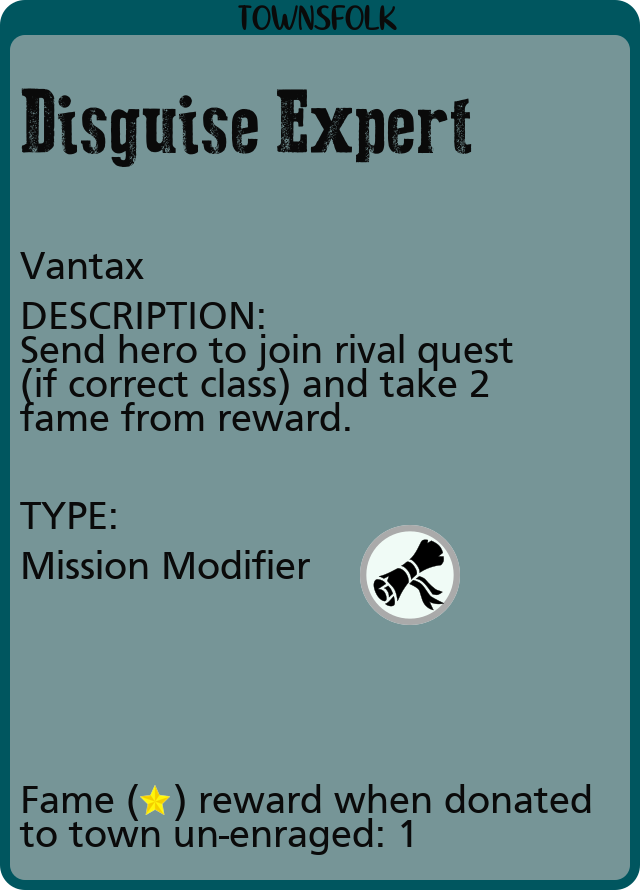 TOWNSFOLK
Disguise Expert
Vantax
DESCRIPTION:
Send hero to join rival quest
(if correct class) and take 2
fame from reward.
TYPE:
Mission Modifier
Fame (⭐) reward when donated
to town un-enraged: 1